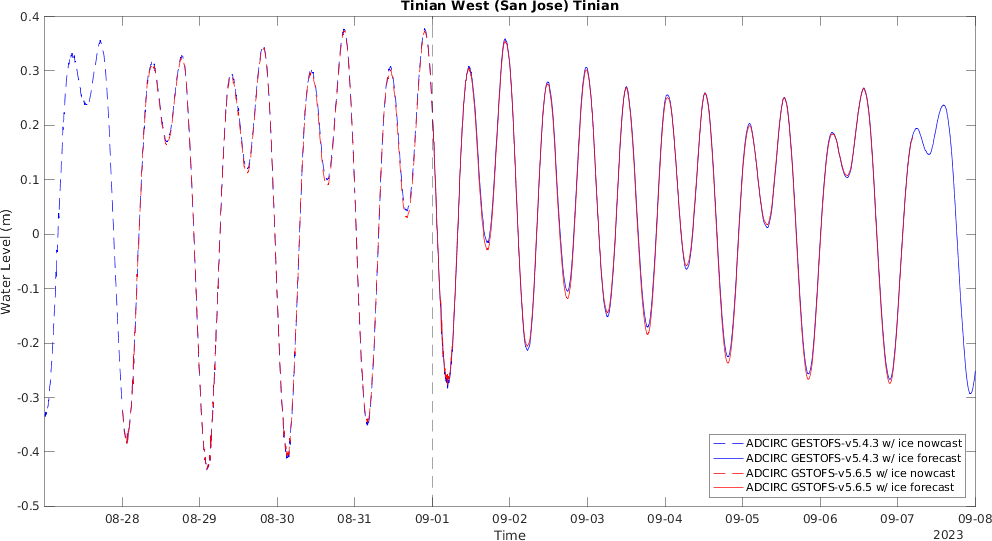 Tinian West (San Jose) Tinian
0.4
0.3
0.2
0.1
0
-0.1
-0.2
-0.3
-0.4
-0.5
Water Level (m)
ADCIRC GESTOFS-v5.4.3 w/ ice nowcast
ADCIRC GESTOFS-v5.4.3 w/ ice forecast
ADCIRC GSTOFS-v5.6.5 w/ ice nowcast
ADCIRC GSTOFS-v5.6.5 w/ ice forecast
08-28 08-29 08-30 08-31 09-01 09-02 09-03 09-04 09-05 09-06 09-07 09-08
Time
2023